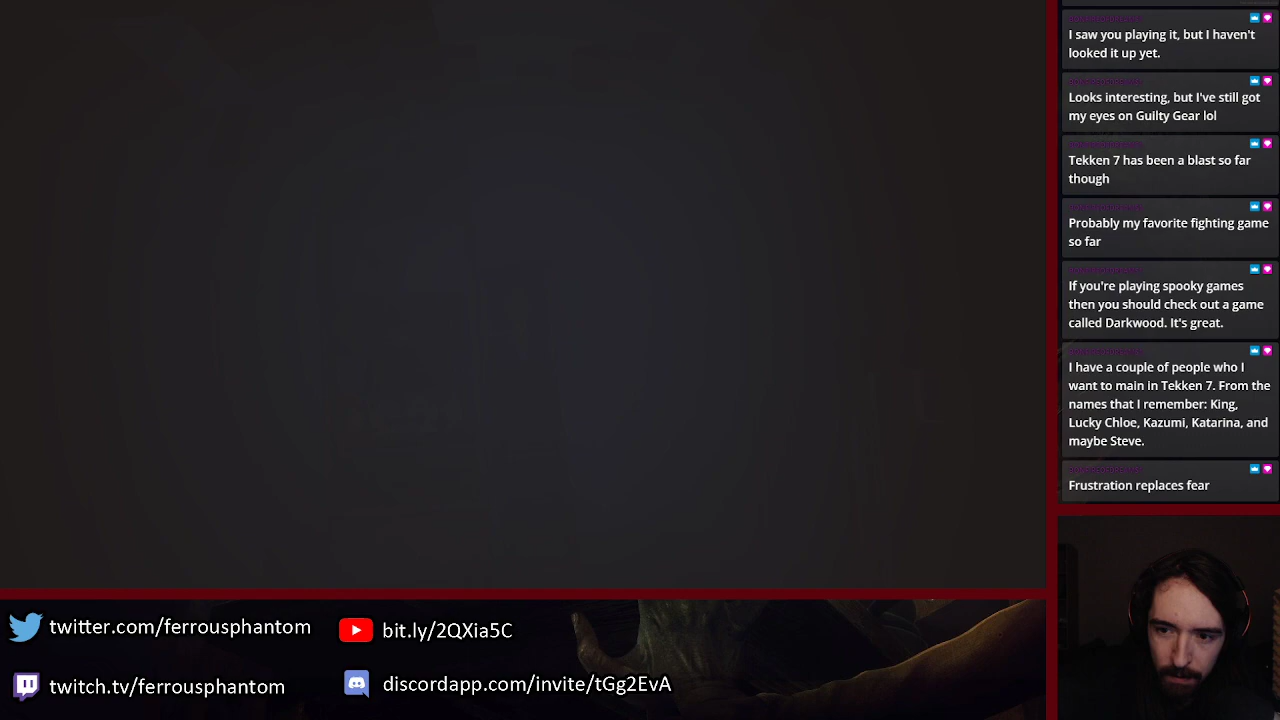 I saw you playing it, but I haven't
looked it up yet.
Looks interesting, but I've still got
my eyes on Guilty Gear lol
Tekken 7 has been a blast so far
though
Probably my favorite fighting game
so far
If you're playing spooky games
then you should check out a game
called Darkwood. It's great.
I have a couple of people who I
want to main in Tekken 7. From the
names that I remember: King,
Lucky Chloe, Kazumi, Katarina, and
maybe Steve.
Frustration replaces fear
twitter.com/ferrousphantom
bit.ly/2QXia5C
twitch.tv/ferrousphantom
discordapp.com/invite/tGg2EvA